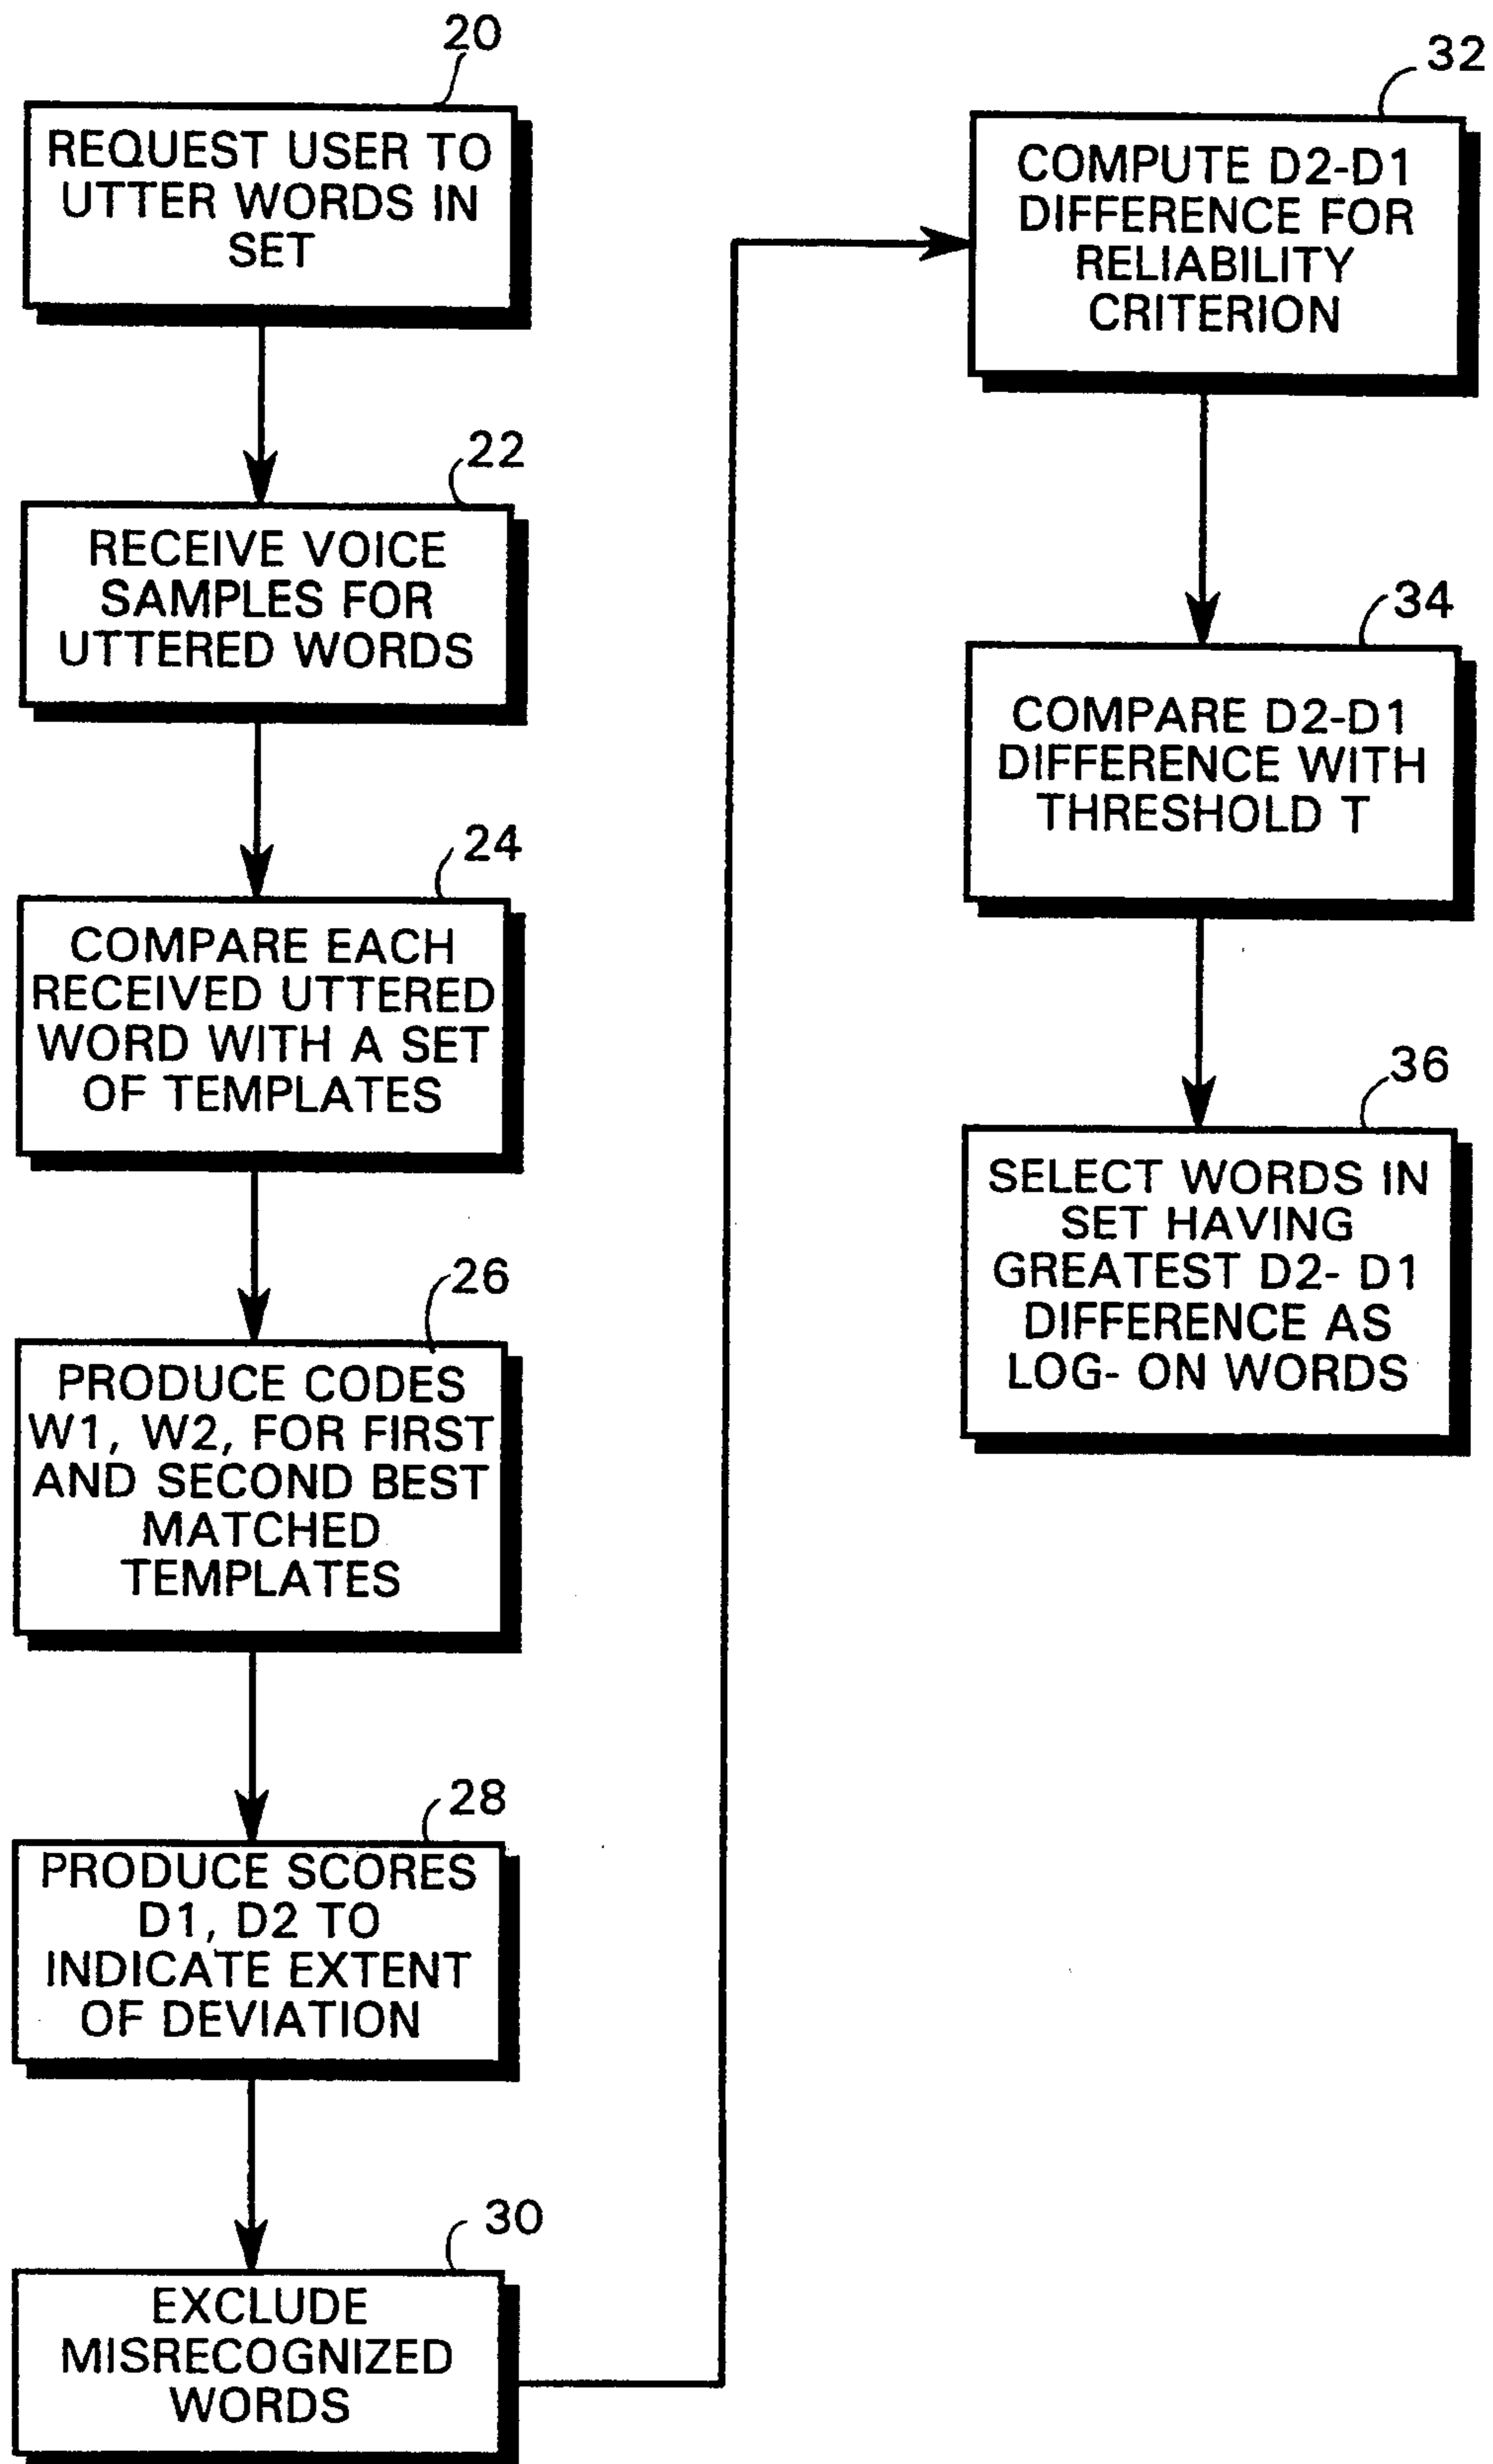 20
REQUEST USER TO
UTTER WORDS IN
SET
22
RECEIVE VOICE
SAMPLES FOR
UTTERED WORDS
24
COMPARE EACH
RECEIVED UTTERED
WORD WITH A SET
OF TEMPLATES
26
PRODUCE CODES
W1, W2, FOR FIRST
AND SECOND BEST
MATCHED
TEMPLATES
28
PRODUCE SCORES
D1, D2 TO
INDICATE EXTENT
OF DEVIATION
30
EXCLUDE
MISRECOGNIZED
WORDS
32
COMPUTE D2-D1
DIFFERENCE FOR
RELIABILITY
CRITERION
34
COMPARE D2-D1
DIFFERENCE WITH
THRESHOLD T
36
SELECT WORDS IN
SET HAVING
GREATEST D2- D1
DIFFERENCE AS
LOG- ON WORDS